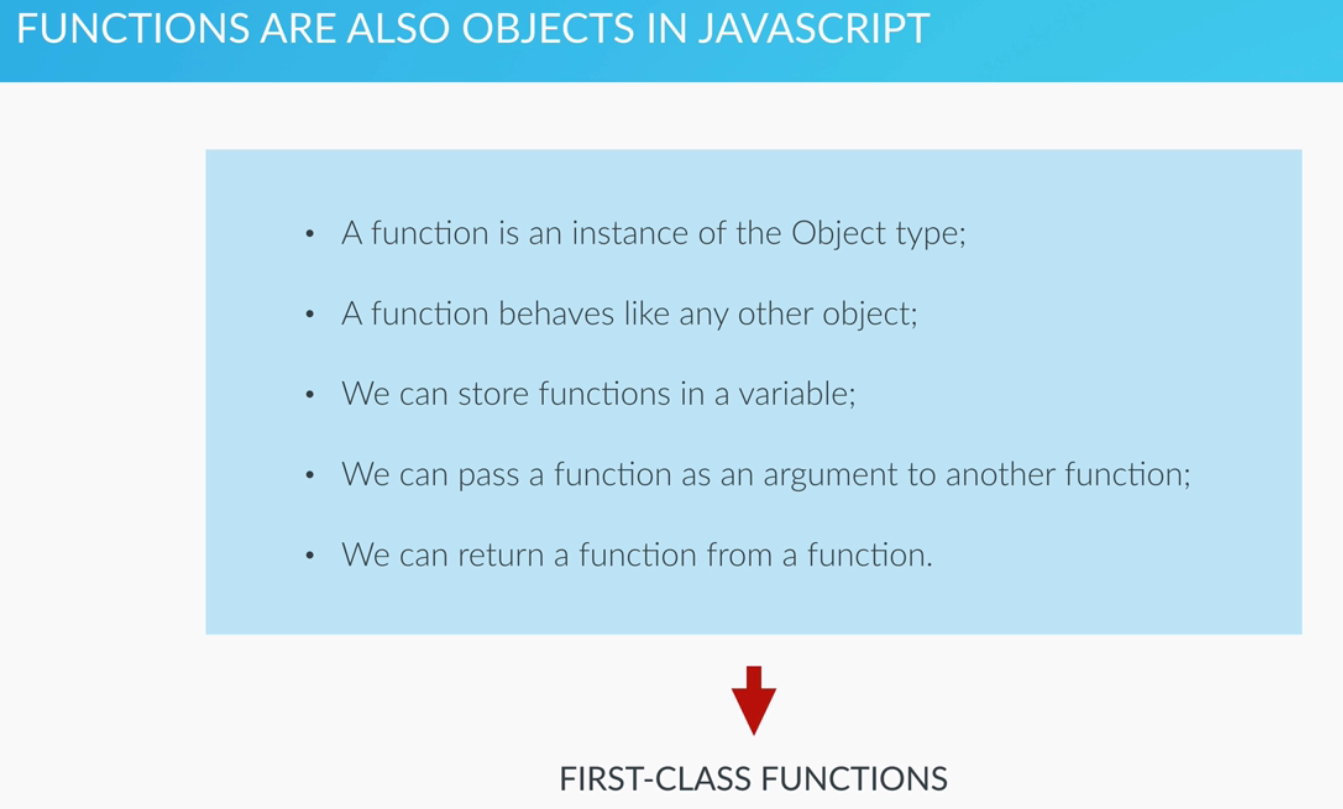 FUNCTIONS ARE ALSO OBJECTS IN JAVASCRIPT
• A function is an instance of the Object type;
• A function behaves like any other object;
• We can store functions in a variable;
• We can pass a function as an argument to another function;
• We can return a function from a function.
FIRST-CLASS FUNCTIONS